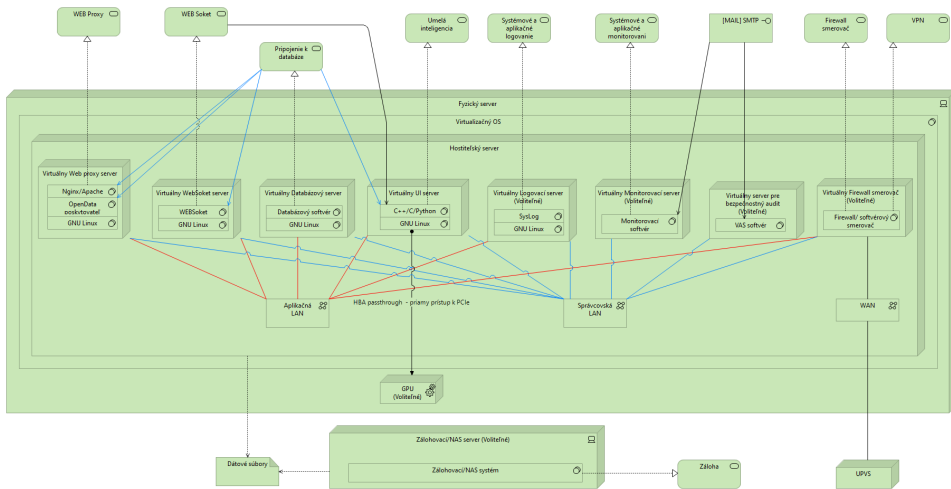 WEB Proxy
WEB Soket
Umelá
inteligencia
Systémové a
aplikačné
logovanie
Systémové a
aplikačné
monitorovani
[MAIL] SMTP
Firewall
smerovač
VPN
Pripojenie k
databáze
Fyzický server
Virtualizačný OS
Hostiteľský server
Virtuálny Web proxy server
Nginx/Apache
OpenData
poskytovateľ
GNU Linux
Virtuálny WebSoket server
WEBSoket
GNU Linux
Virtuálny Databázový server
Databázový softvér
GNU Linux
Virtuálny UI server
C++/C/Python
GNU Linux
Virtuálny Logovací server
(Voliteľné)
SysLog
GNU Linux
Virtuálny Monitorovací server
(Voliteľné)
Monitorovací
softvér
Virtuálny server pre
bezpečnostný audit
(Voliteľné)
VAS softvér
Virtuálny Firewall smerovač
(Voliteľné)
Firewall/ softvérový
smerovač
Aplikačná
LAN
HBA passthrough - priamy prístup k PCIe
Správcovská
LAN
WAN
GPU
(Voliteľné)
Dátové súbory
Zálohovací/NAS server (Voliteľné)
Zálohovací/NAS systém
Záloha
UPVS